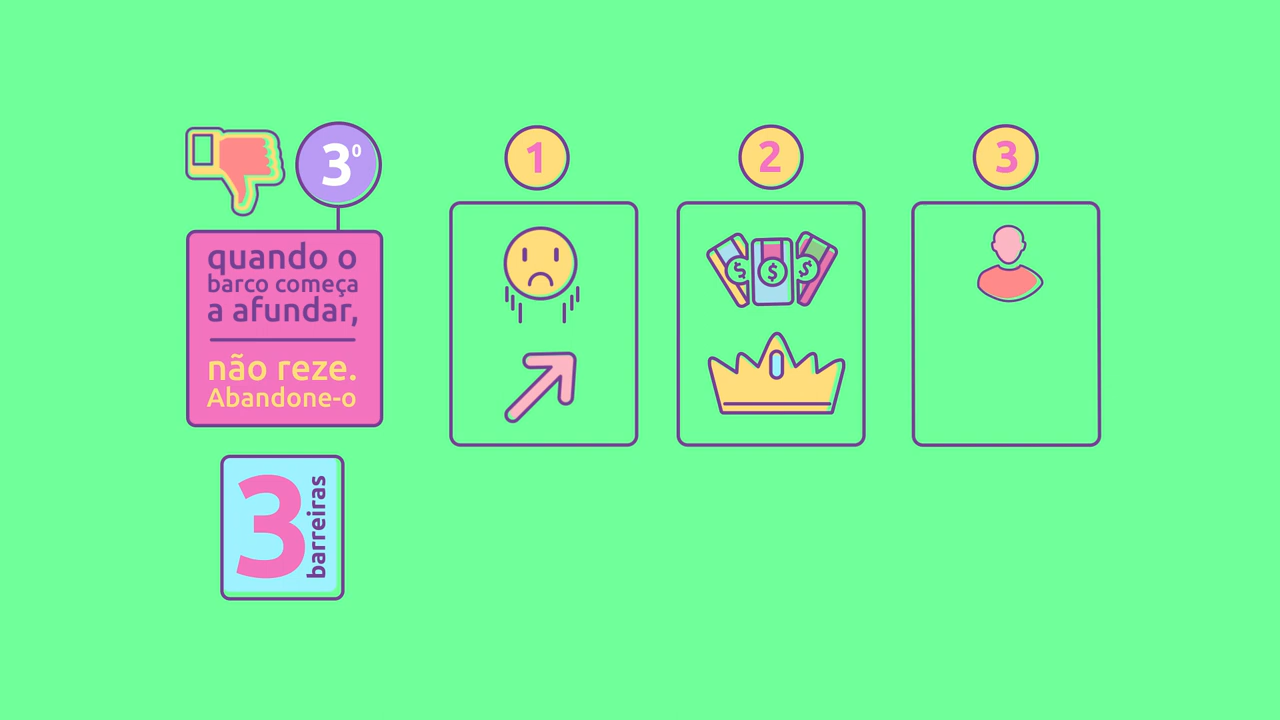 3º
quando o
barco começa
a afundar,
não reze.
Abandone-o
3
barreiras
1
2
3
$
$
$